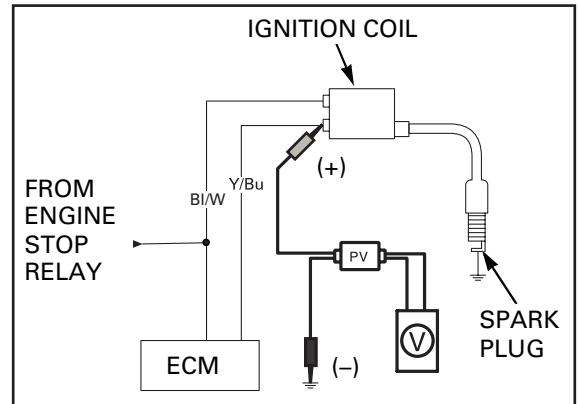 IGNITION COIL
FROM
ENGINE
STOP
RELAY
Bl/W
Y/Bu
(+)
PV
ECM
(–)
V
SPARK
PLUG